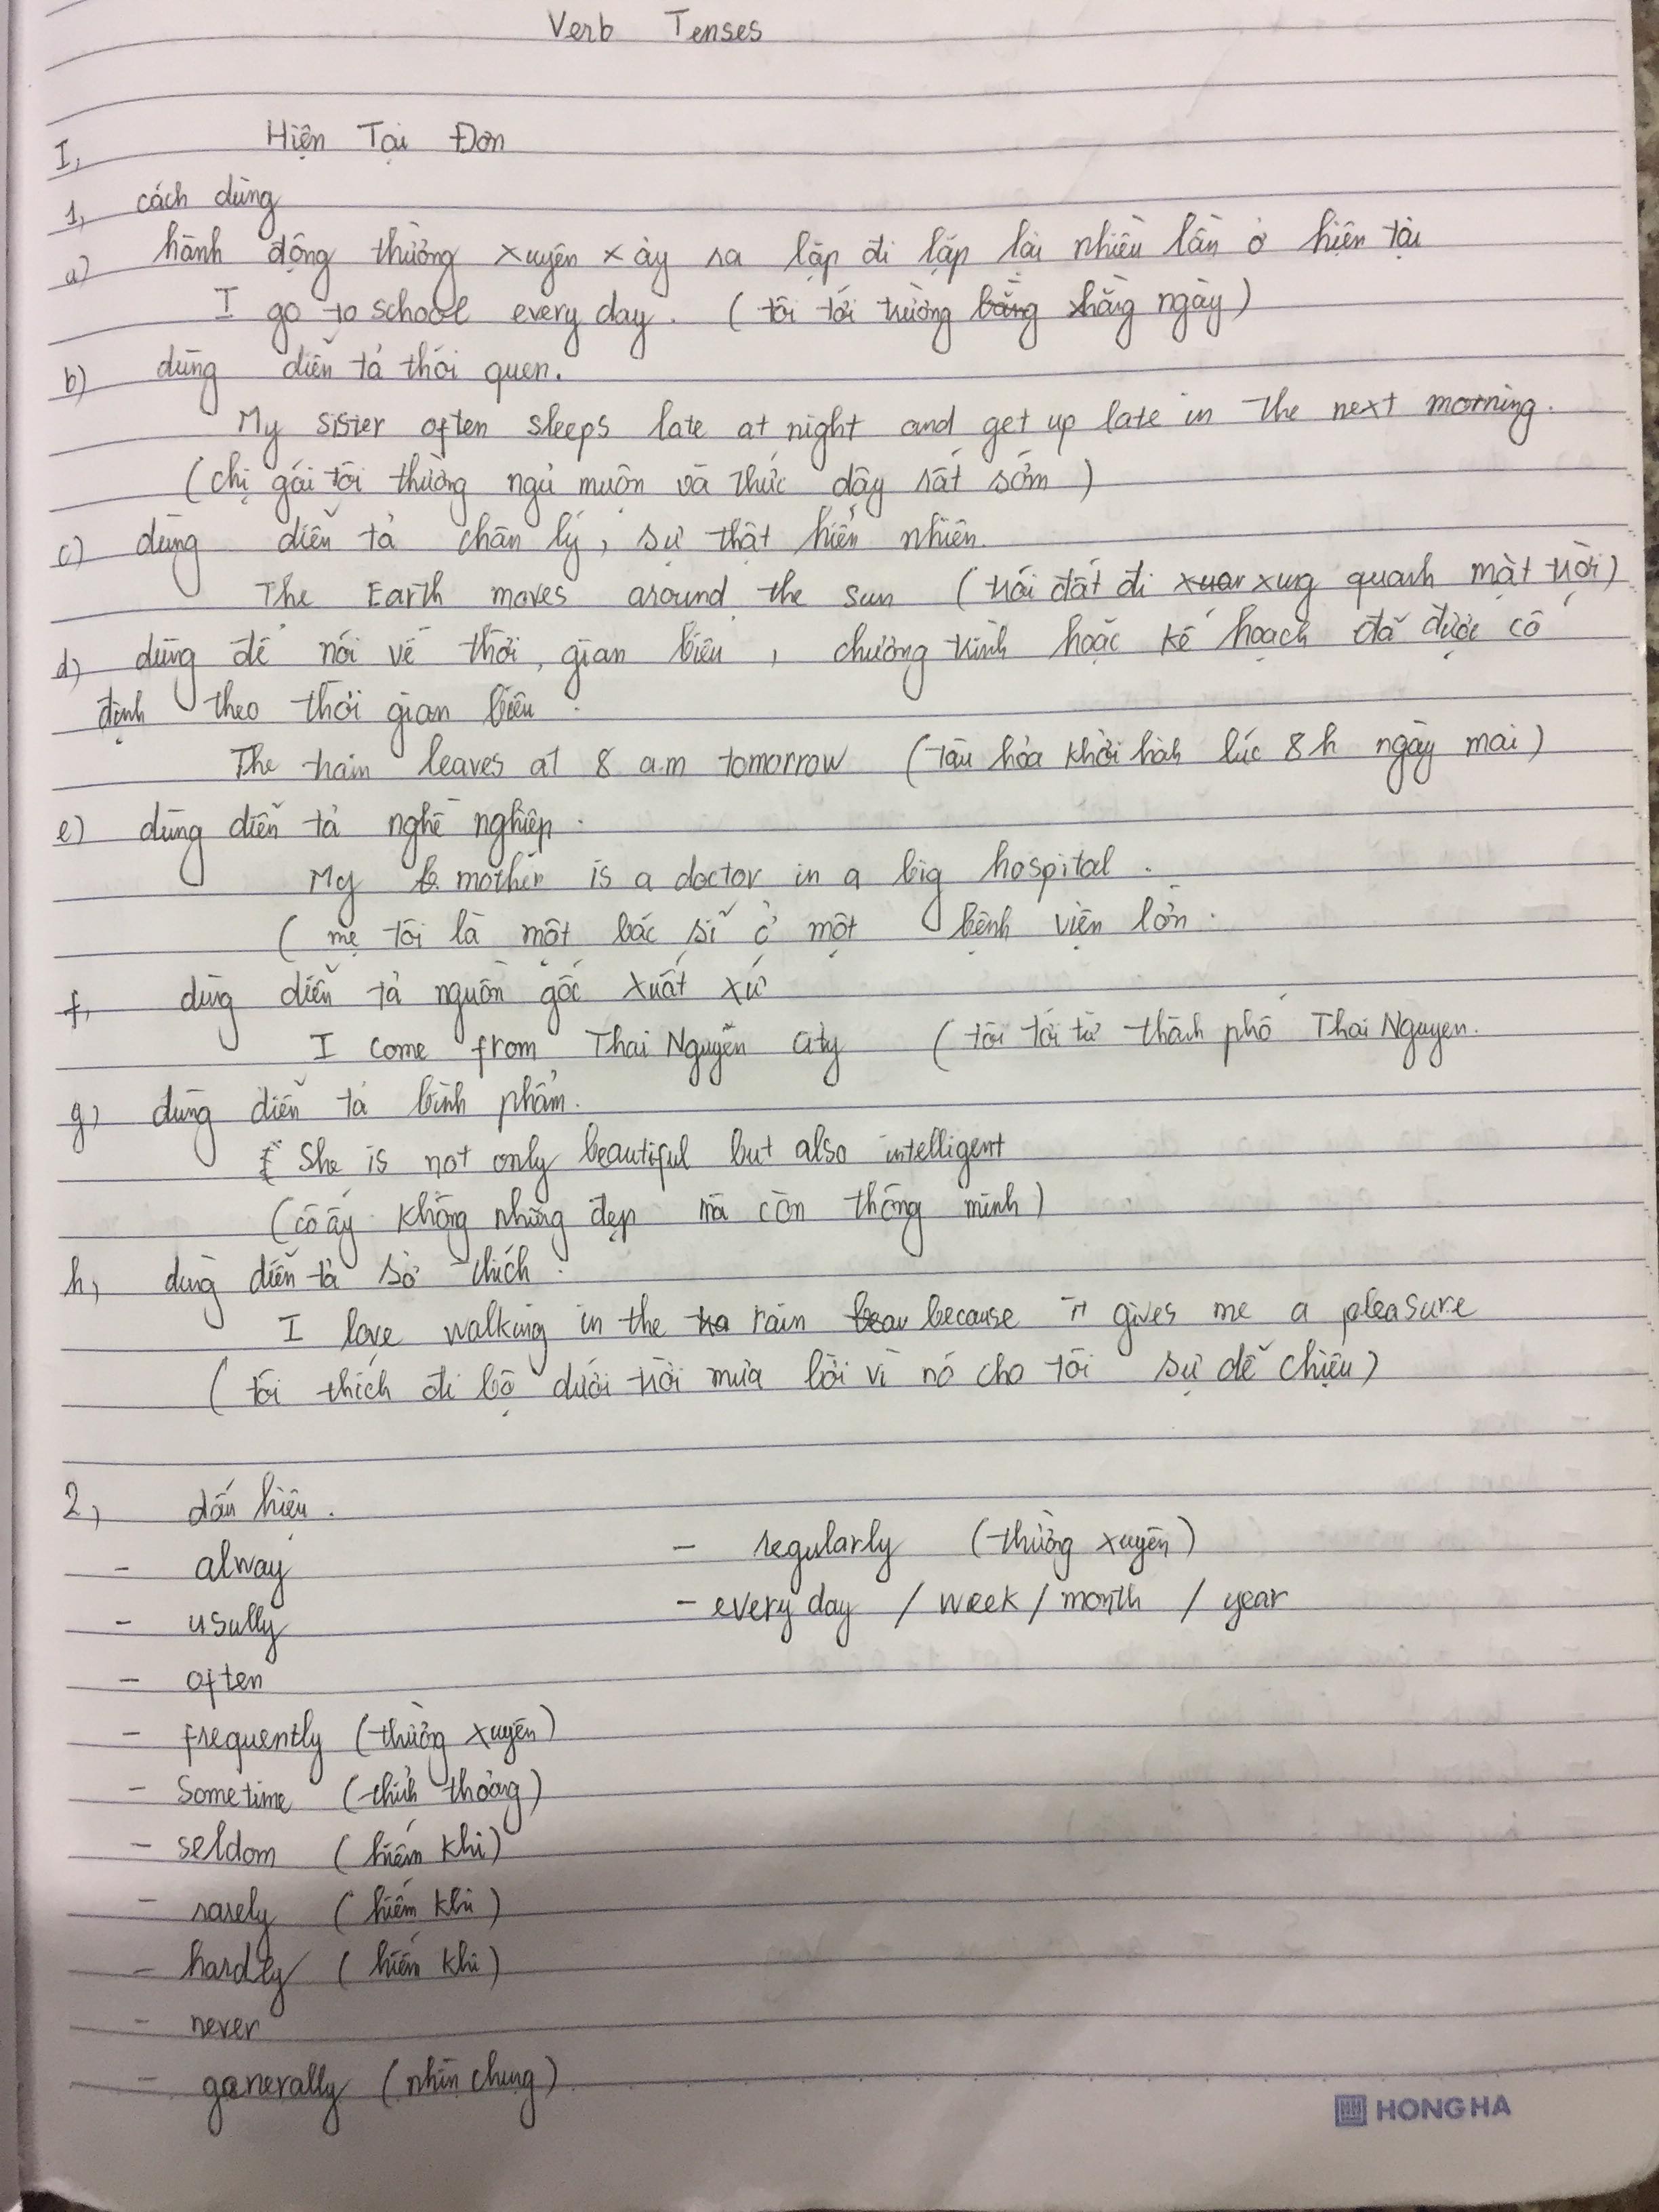 Verb Tenses
I, Hiện Tại Đơn
1, cách dùng
a) hành động thường xuyên xảy sa lặp đi lặp lại nhiều lần ở hiện tại
I go to school every day. (tôi tới trường bằng hằng ngày)
b) dùng diễn tả thói quen.
My sister often sleeps late at night and get up late in the next morning.
(chị gái tôi thường ngủ muộn và thức dậy sất sớm)
c) dùng diễn tả chân lý, sự thật hiển nhiên.
The Earth moves around the sun (trái đất đi xuar xung quanh mặt trời)
d) dùng để nói về thời gian biểu, chương trình hoặc kế hoạch đã được cố
định theo thời gian biểu.
The train leaves at 8 a.m tomorrow (tàu hỏa khởi hành lúc 8h ngày mai)
e) dùng diễn tả nghề nghiệp.
My mother is a doctor in a big hospital.
(mẹ tôi là một bác sĩ ở một bệnh viện lớn.
f, dùng diễn tả nguồn gốc xuất xứ
I come from Thai Nguyên city (tôi tới từ thành phố Thai Nguyen.
g) dùng diễn tả bình phẩm.
She is not only beautiful but also intelligent
(cô ấy không những đẹp mà còn thông minh)
h, dùng diễn tả sở thích.
I love walking in the tra rain beau because it gives me a pleasure
(tôi thích đi bộ dưới trời mưa bởi vì nó cho tôi sự dễ chiệu)
2, dấu hiệu.
- alway
- regularly (thường xuyên)
- usully
- every day / week / month / year
- often
- frequently (thường xuyên)
- Sometime (thỉnh thoảng)
- seldom (hiếm khi)
- rarely (hiếm khi)
- hardly (hiếm khi)
- never
- ganerally (nhìn chung)
HONG HA